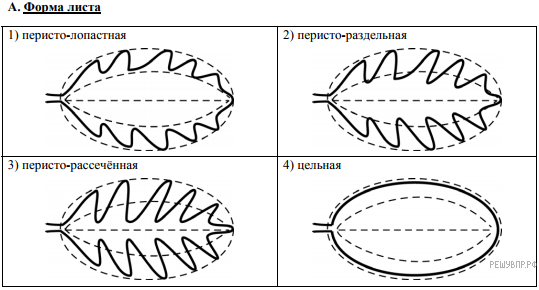 А. Форма листа
1) перисто-лопастная
2) перисто-раздельная
3) перисто-рассечённая
4) цельная
РЕШУВПР.РФ